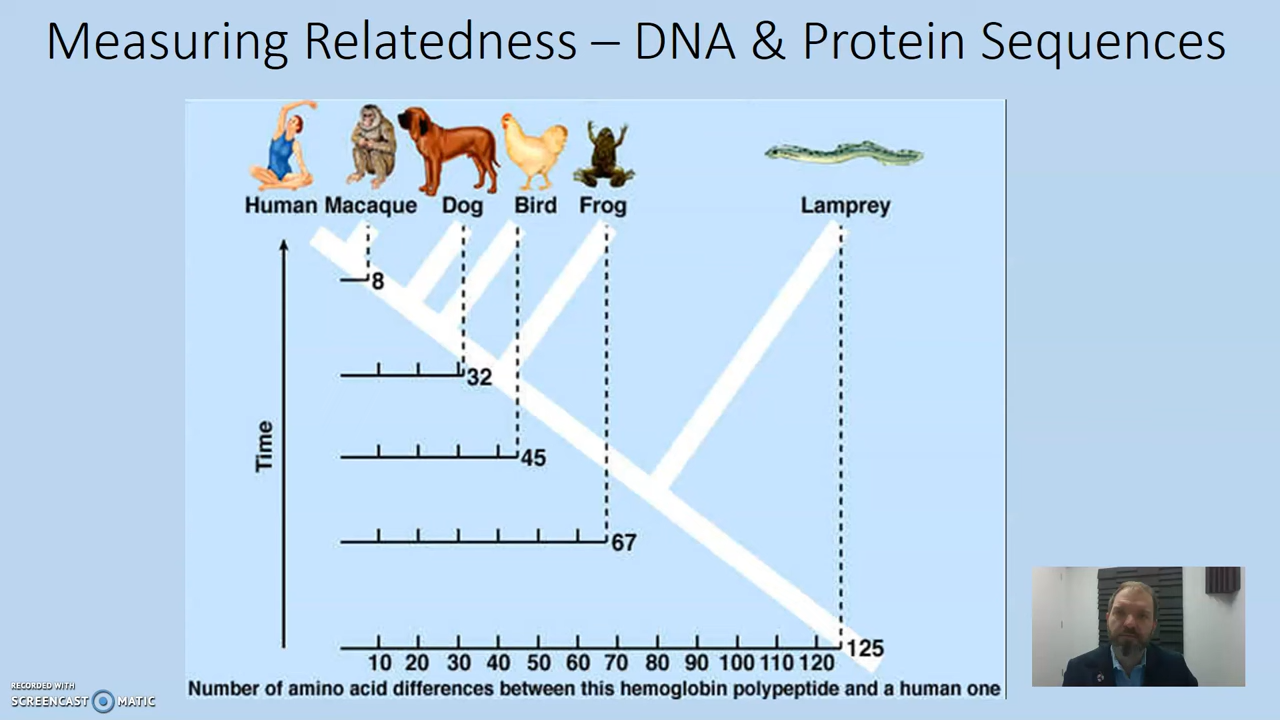 Measuring Relatedness – DNA & Protein Sequences
Human Macaque Dog Bird Frog Lamprey
8
32
45
67
125
Time
10 20 30 40 50 60 70 80 90 100 110 120
Number of amino acid differences between this hemoglobin polypeptide and a human one
RECORDED WITH
SCREENCAST MATIC